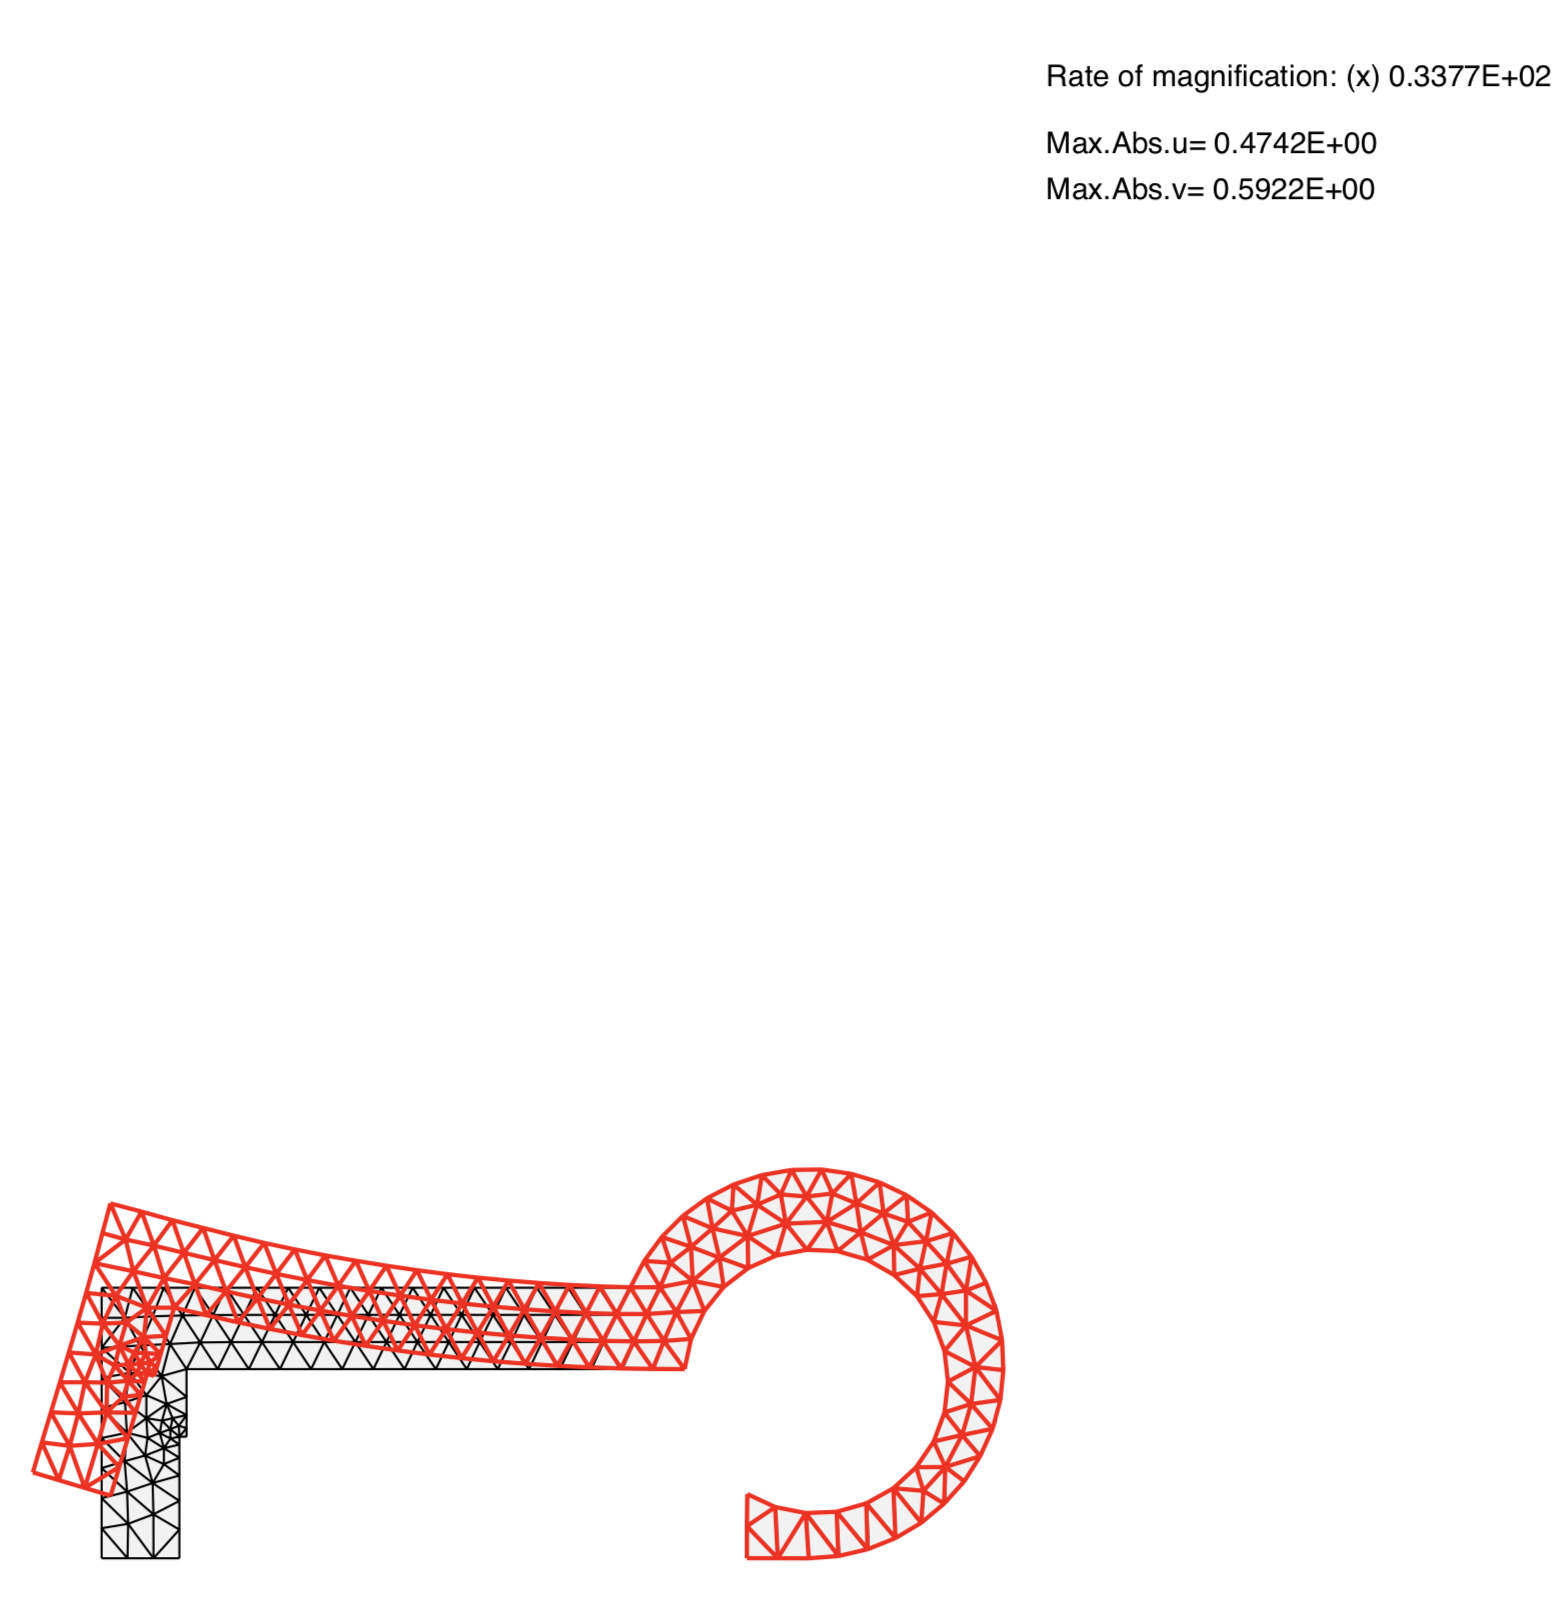 Rate of magnification: (x) 0.3377E+02
Max.Abs.u= 0.4742E+00
Max.Abs.v= 0.5922E+00